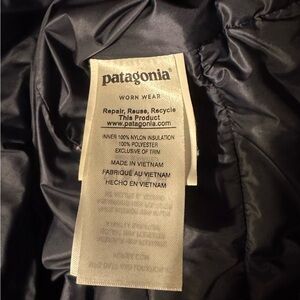 patagonia®
WORN WEAR
Repair, Reuse, Recycle
This Product
www.patagonia.com
INNER 100% NYLON INSULATION
100% POLYESTER
EXCLUSIVE OF TRIM
MADE IN VIETNAM
FABRIQUÉ AU VIETNAM
HECHO EN VIETNAM